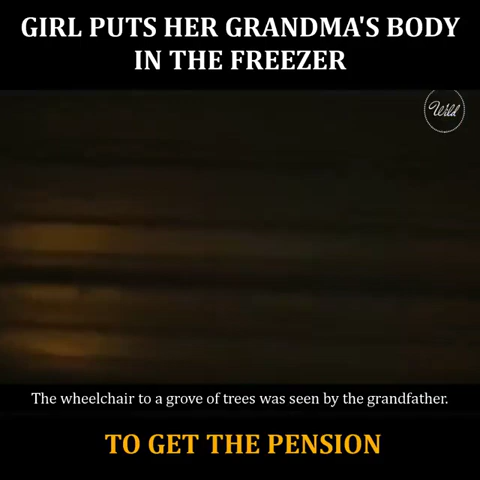 GIRL PUTS HER GRANDMA'S BODY
IN THE FREEZER
Wild
The wheelchair to a grove of trees was seen by the grandfather.
TO GET THE PENSION